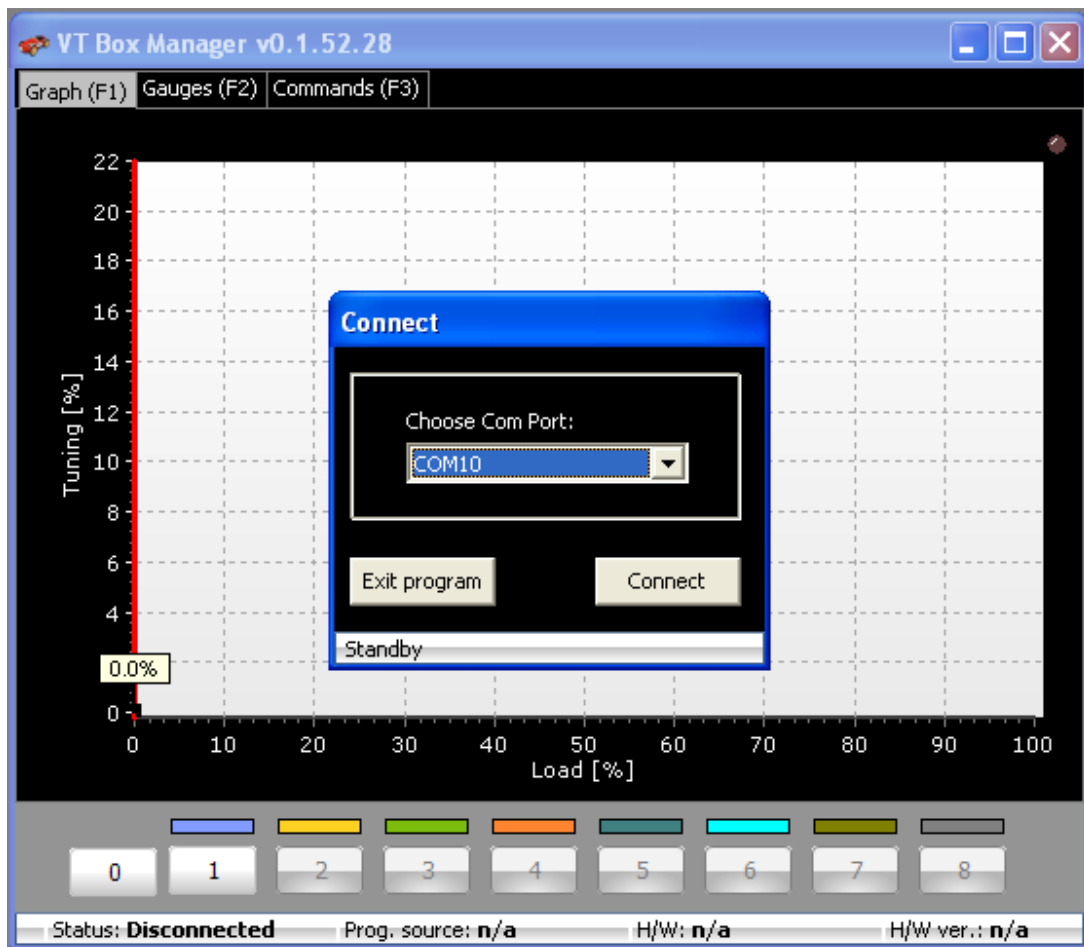 VT Box Manager v0.1.52.28
Graph (F1) Gauges (F2) Commands (F3)
22
20
18
16
14
12
10
8
6
4
0
Tuning [%]
0.0%
Connect
Choose Com Port:
COM10
Exit program Connect
Standby
0 10 20 30 40 50 60 70 80 90 100
Load [%]
0 1 2 3 4 5 6 7 8
Status: Disconnected Prog. source: n/a H/W: n/a H/W ver.: n/a